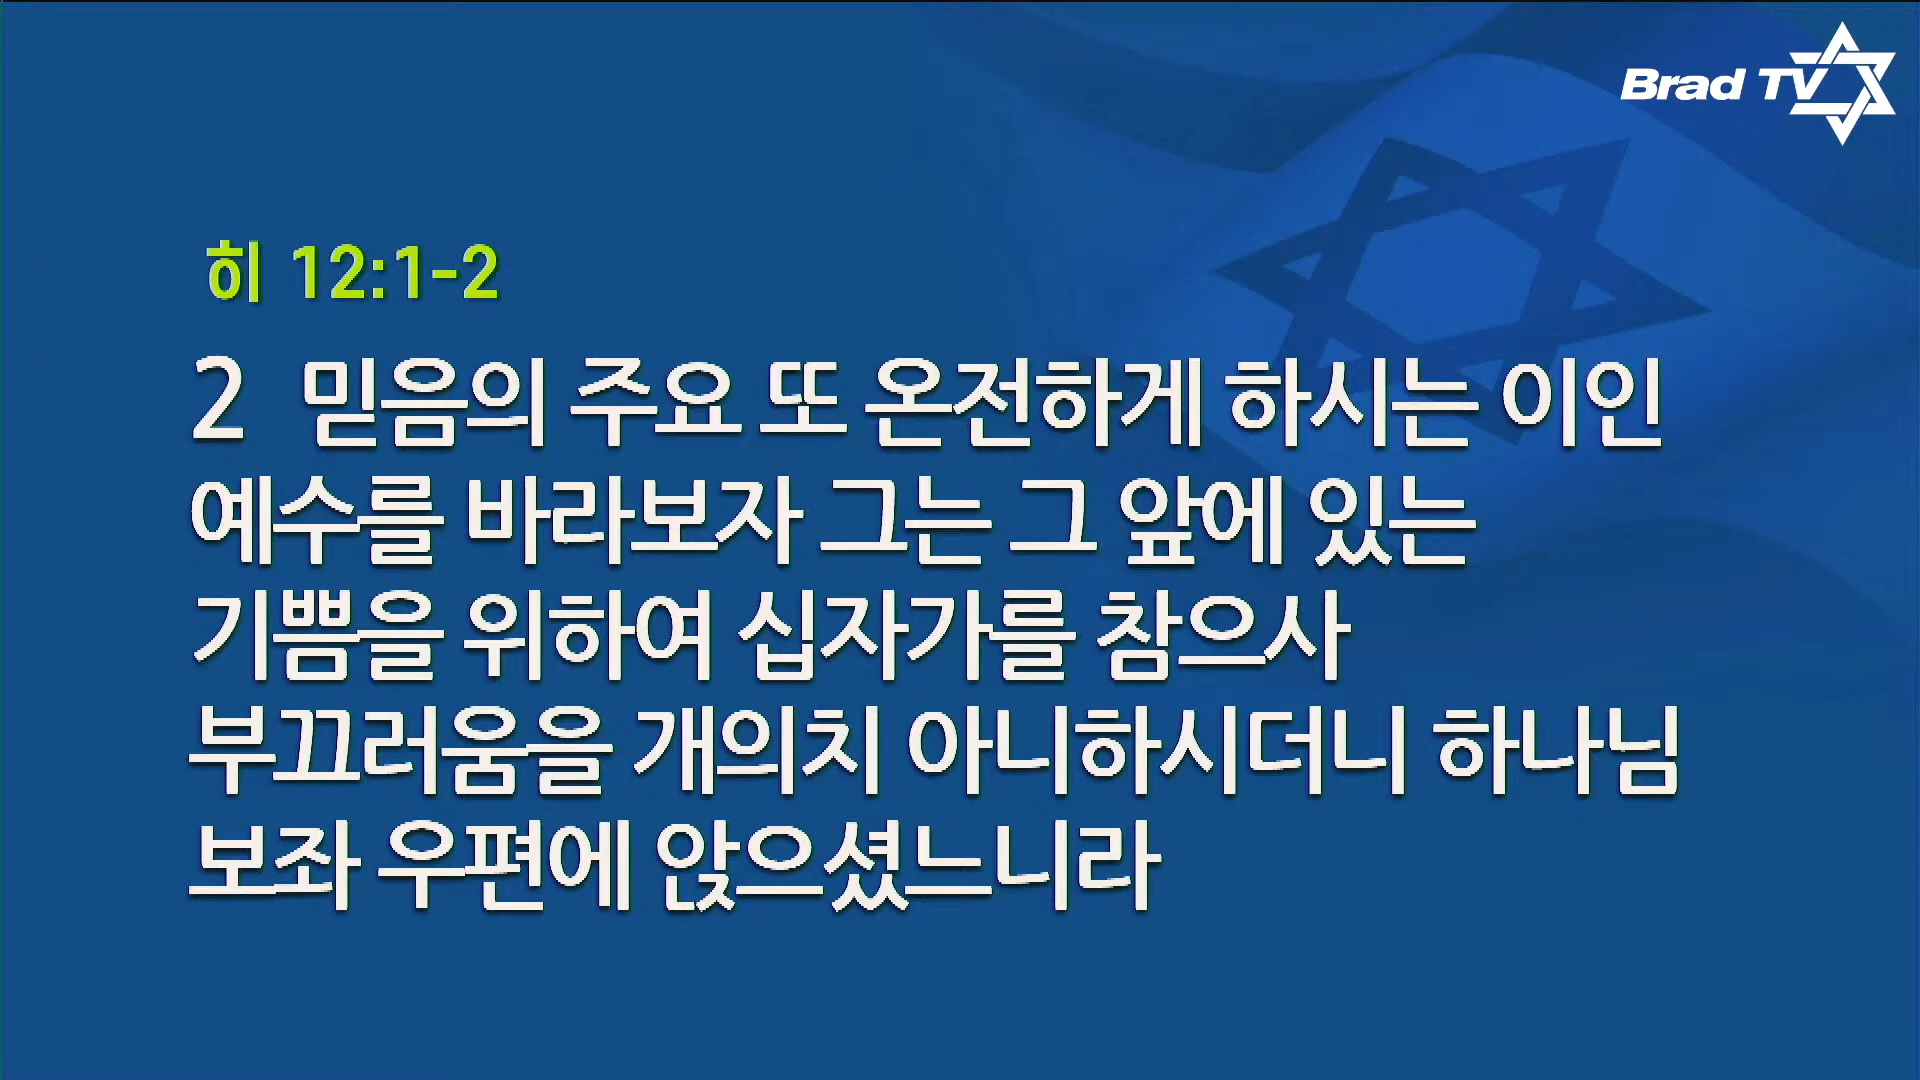 Brad TV
히 12:1-2
2 믿음의 주요 또 온전하게 하시는 이인
예수를 바라보자 그는 그 앞에 있는
기쁨을 위하여 십자가를 참으사
부끄러움을 개의치 아니하시더니 하나님
보좌 우편에 앉으셨느니라